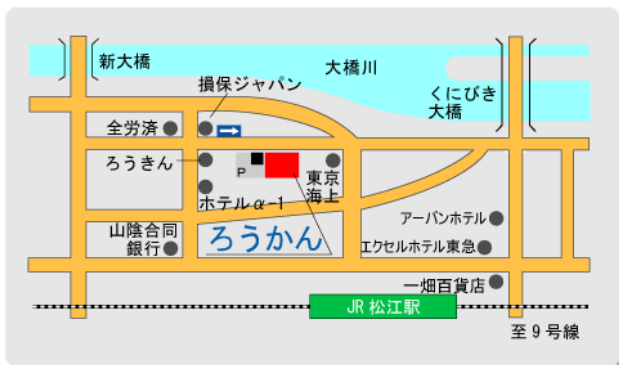 新大橋
大橋川
損保ジャパン
くにびき
大橋
全労済
ろうきん
P
東京
海上
ホテルα-1
山陰合同
銀行
ろうかん
アーバンホテル
エクセルホテル東急
一畑百貨店
JR 松江駅
至9号線